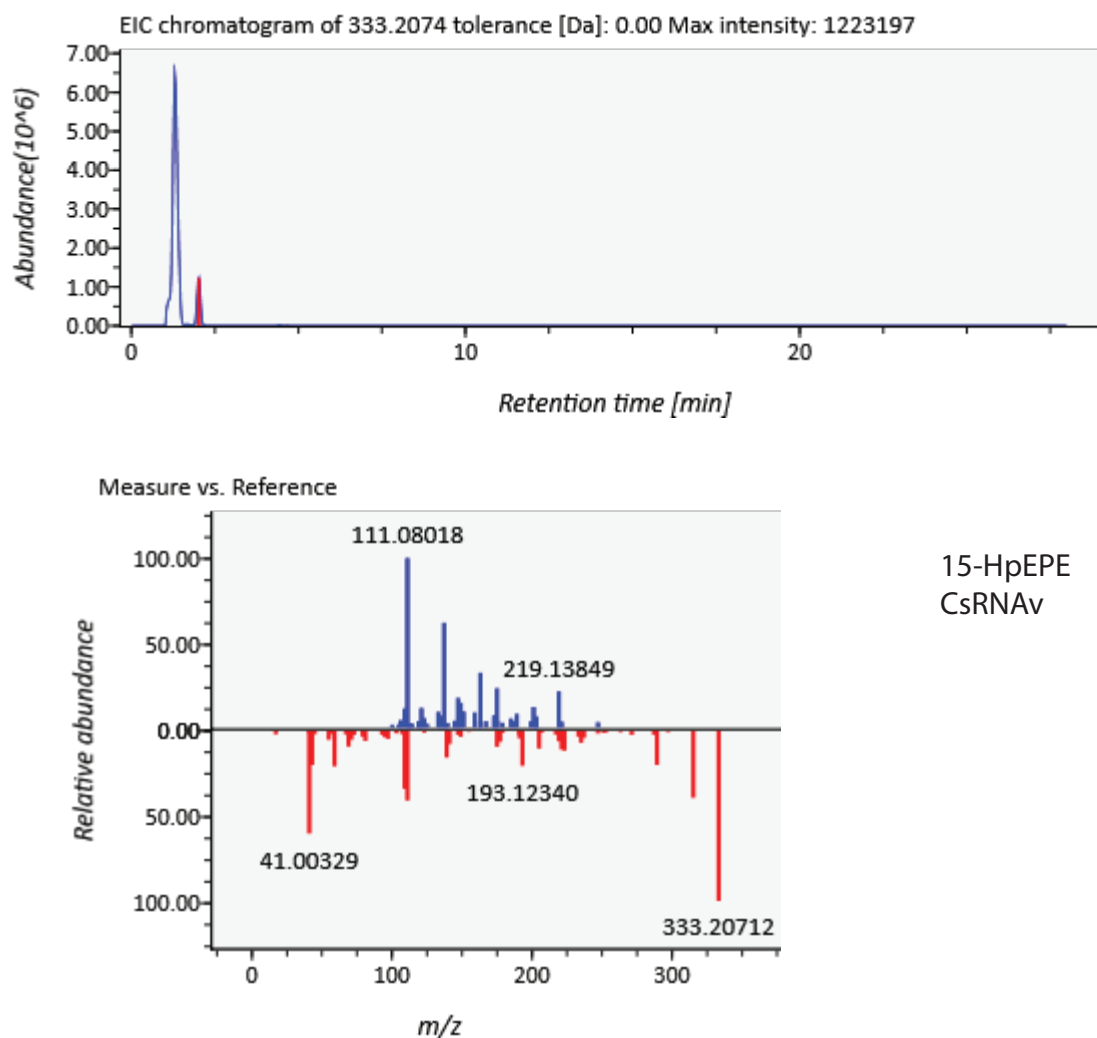 EIC chromatogram of 333.2074 tolerance [Da]: 0.00 Max intensity: 1223197
Abundance(10^6)
7.00
6.00
5.00
4.00
3.00
2.00
1.00
0.00
0 10 20
Retention time [min]
Measure vs. Reference
Relative abundance
111.08018
100.00
50.00
219.13849
0.00
193.12340
50.00
41.00329
100.00
333.20712
0 100 200 300
m/z
15-HpEPE
CsRNAv